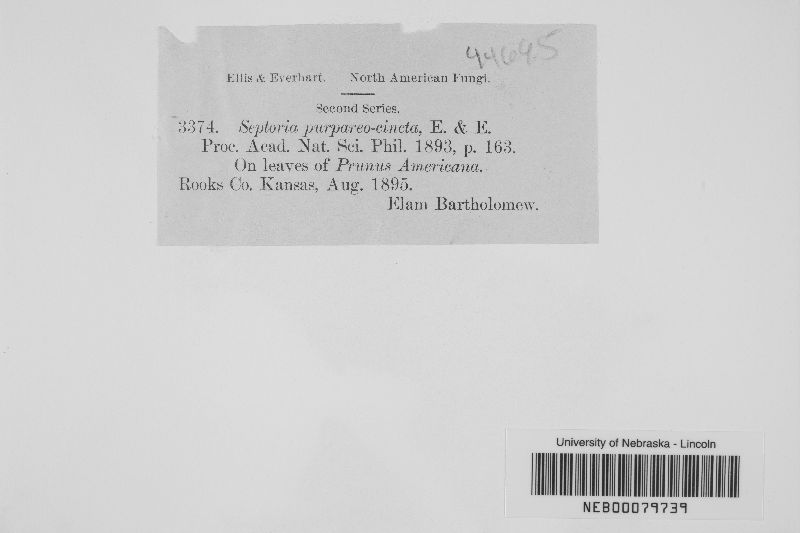 44695
Ellis & Everhart. North American Fungi.
Second Series.
3374. Septoria purpareo-cincta, E. & E.
Proc. Acad. Nat. Sci. Phil. 1893, p. 163.
On leaves of Prunus Americana.
Rooks Co. Kansas, Aug. 1895.
Elam Bartholomew.
University of Nebraska - Lincoln
NEB00079739